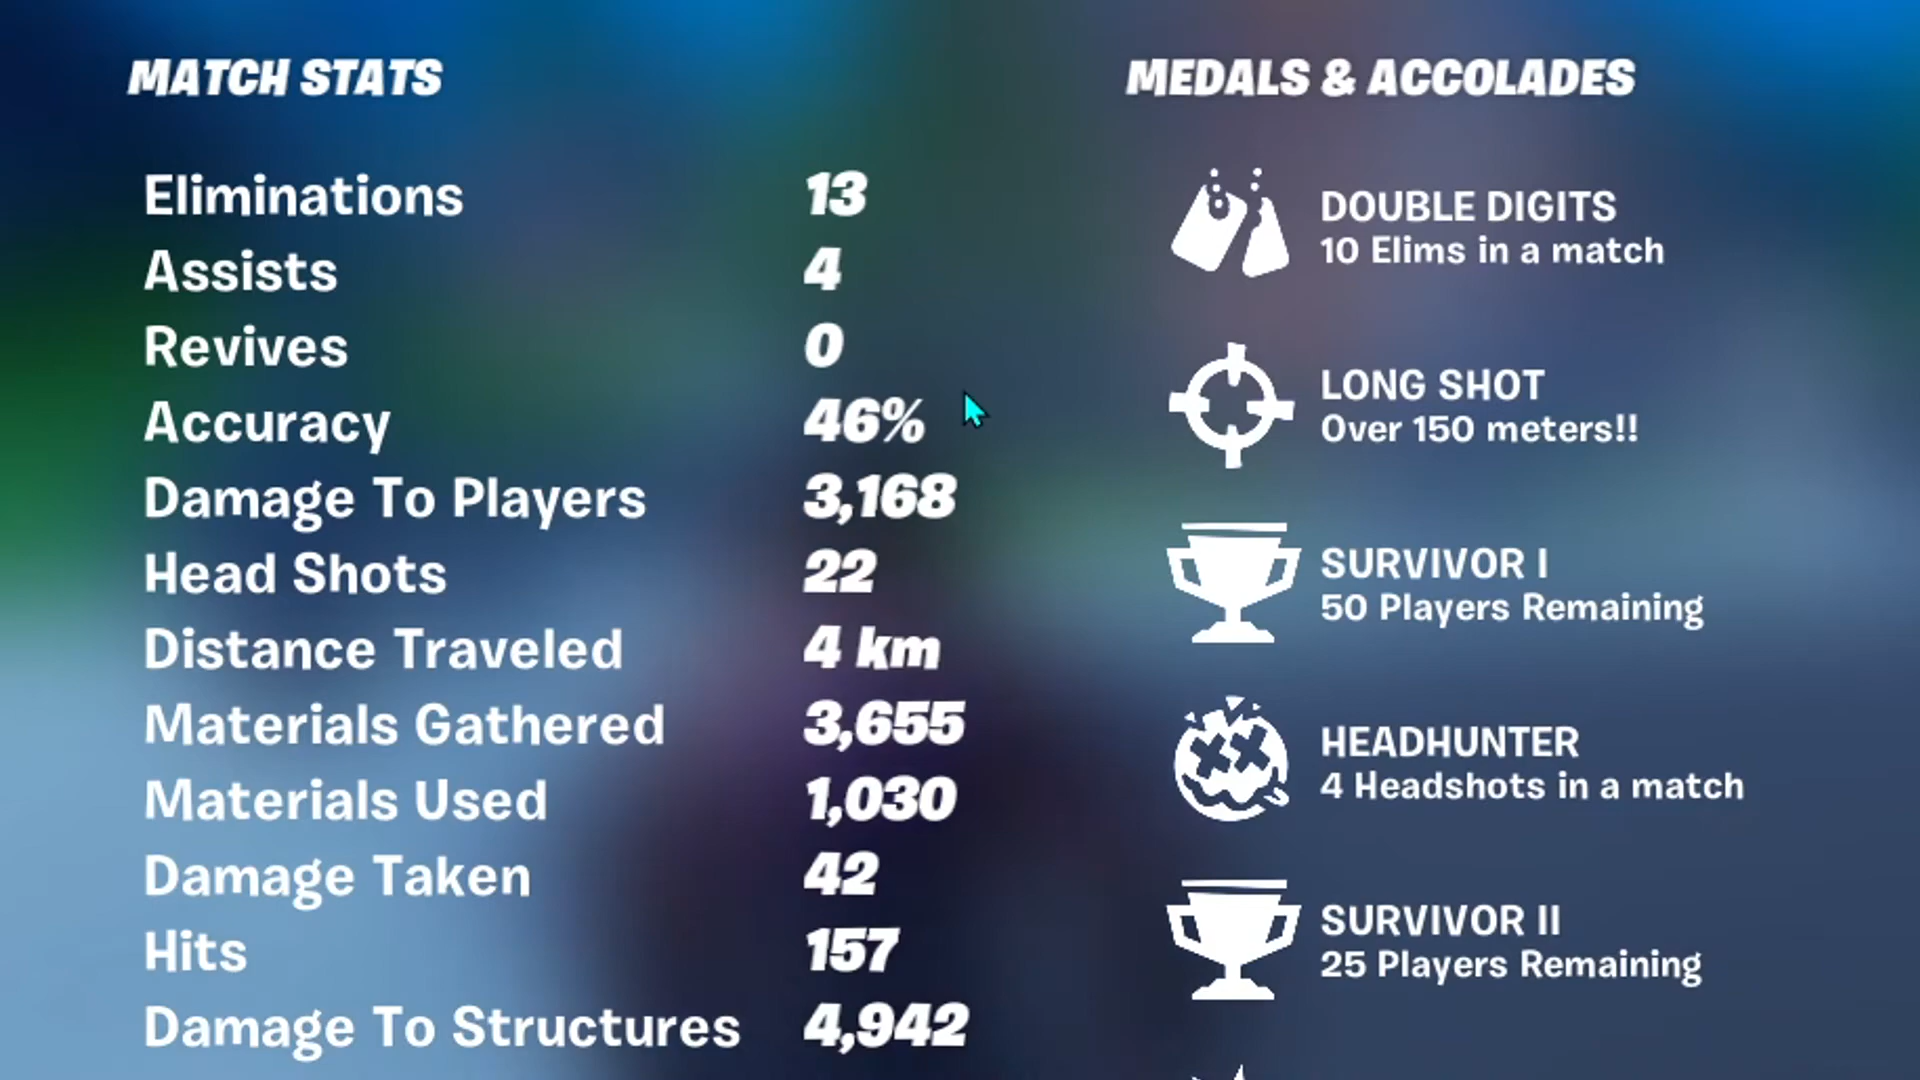 MATCH STATS
Eliminations 13
Assists 4
Revives 0
Accuracy 46%
Damage To Players 3,168
Head Shots 22
Distance Traveled 4 km
Materials Gathered 3,655
Materials Used 1,030
Damage Taken 42
Hits 157
Damage To Structures 4,942
MEDALS & ACCOLADES
DOUBLE DIGITS
10 Elims in a match
LONG SHOT
Over 150 meters!!
SURVIVOR I
50 Players Remaining
HEADHUNTER
4 Headshots in a match
SURVIVOR II
25 Players Remaining